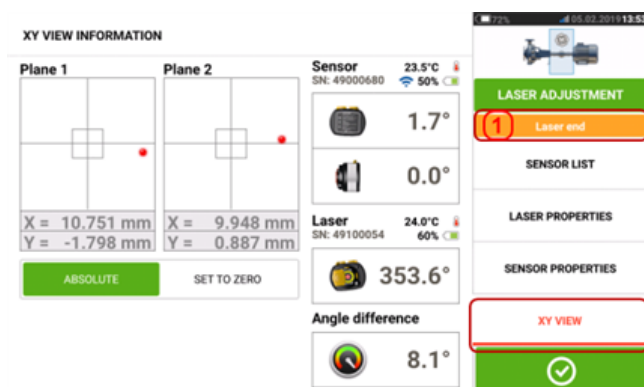 72% 05.02.2019 13:53
XY VIEW INFORMATION
Plane 1
Plane 2
X = 10.751 mm
Y = -1.798 mm
X = 9.948 mm
Y = 0.887 mm
ABSOLUTE
SET TO ZERO
Sensor 23.5°C
SN: 49000680 50%
1.7°
0.0°
Laser 24.0°C
SN: 49100054 60%
353.6°
Angle difference
8.1°
LASER ADJUSTMENT
1 Laser end
SENSOR LIST
LASER PROPERTIES
SENSOR PROPERTIES
XY VIEW